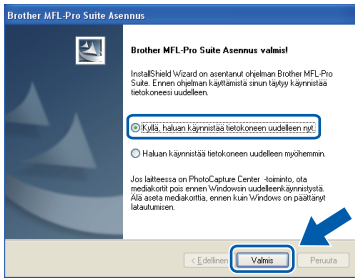 Brother MFL-Pro Suite Asennus
Brother MFL-Pro Suite Asennus valmis!
InstallShield Wizard on asentanut ohjelman Brother MFL-Pro
Suite. Ennen ohjelman käyttämistä sinun täytyy käynnistää
tietokoneesi uudelleen.
Kyllä, haluan käynnistää tietokoneen uudelleen nyt.
Haluan käynnistää tietokoneen uudelleen myöhemmin.
Jos laitteessa on PhotoCapture Center -toiminto, ota
mediakortit pois ennen Windowsin uudelleenkäynnistystä.
Älä aseta mediakorttia, ennen kuin Windows on päättänyt
latautumisen.
< Edellinen
Valmis
Peruuta